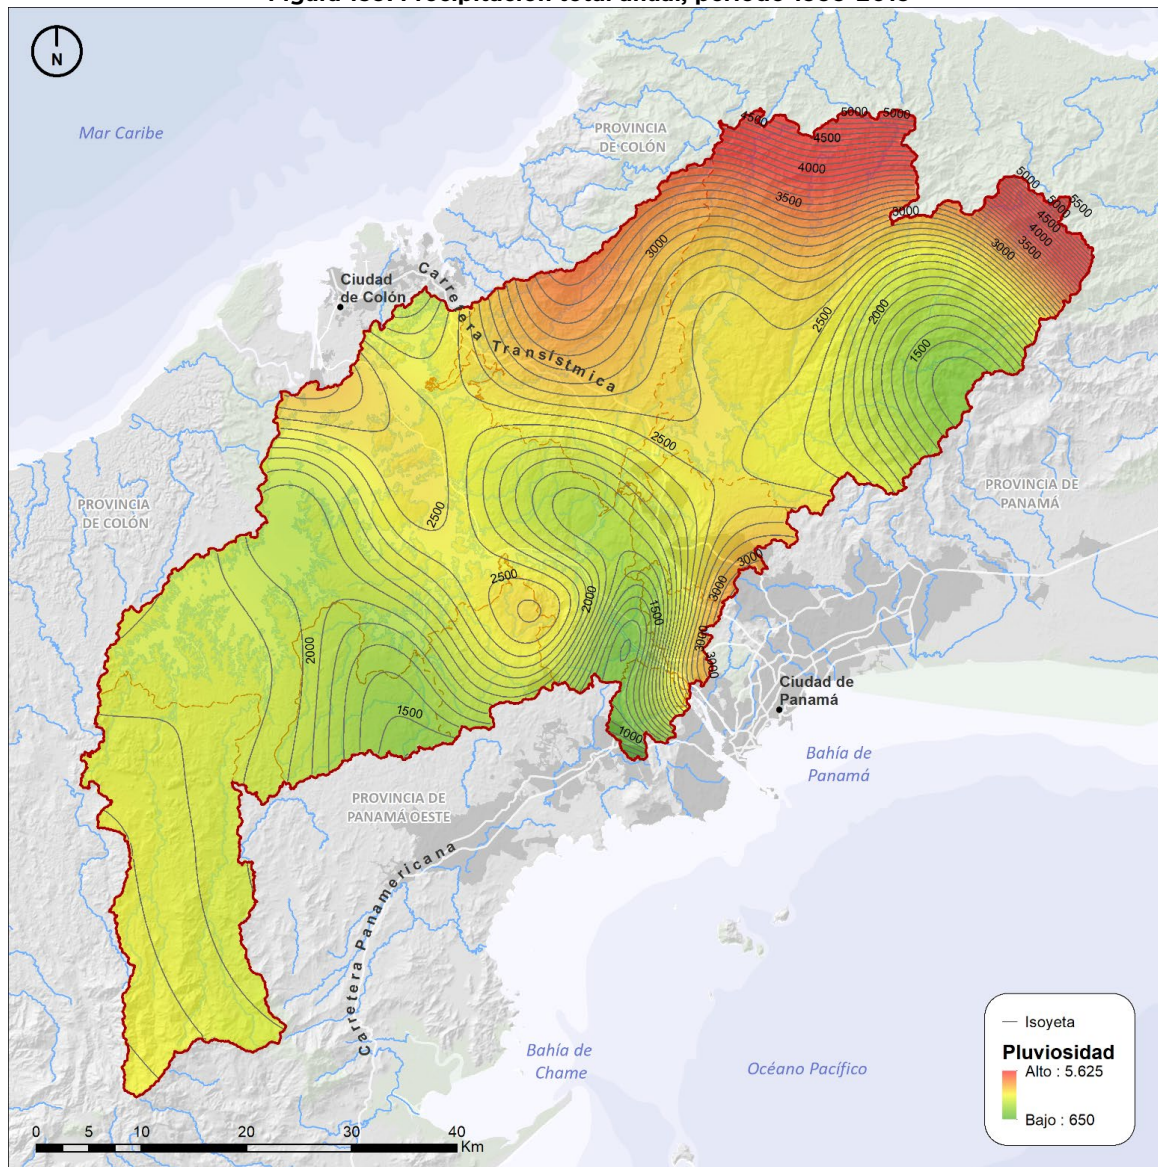 N
Mar Caribe
PROVINCIA
DE COLÓN
4500
5000
5000
4500
4000
3500
3000
5000
5000
5500
4500
4000
3500
3000
3000
2500
2000
1500
Ciudad
de Colón
Carretera Transístmica
2500
2500
PROVINCIA
DE COLÓN
PROVINCIA DE
PANAMÁ
2500
2000
1500
3000
3000
3000
3000
2000
1500
1000
Ciudad de
Panamá
Bahía de
Panamá
PROVINCIA DE
PANAMÁ OESTE
Carretera Panamericana
Bahía de
Chame
Océano Pacífico
Isoyeta
Pluviosidad
Alto : 5.625
Bajo : 650
0 5 10 20 30 40
Km